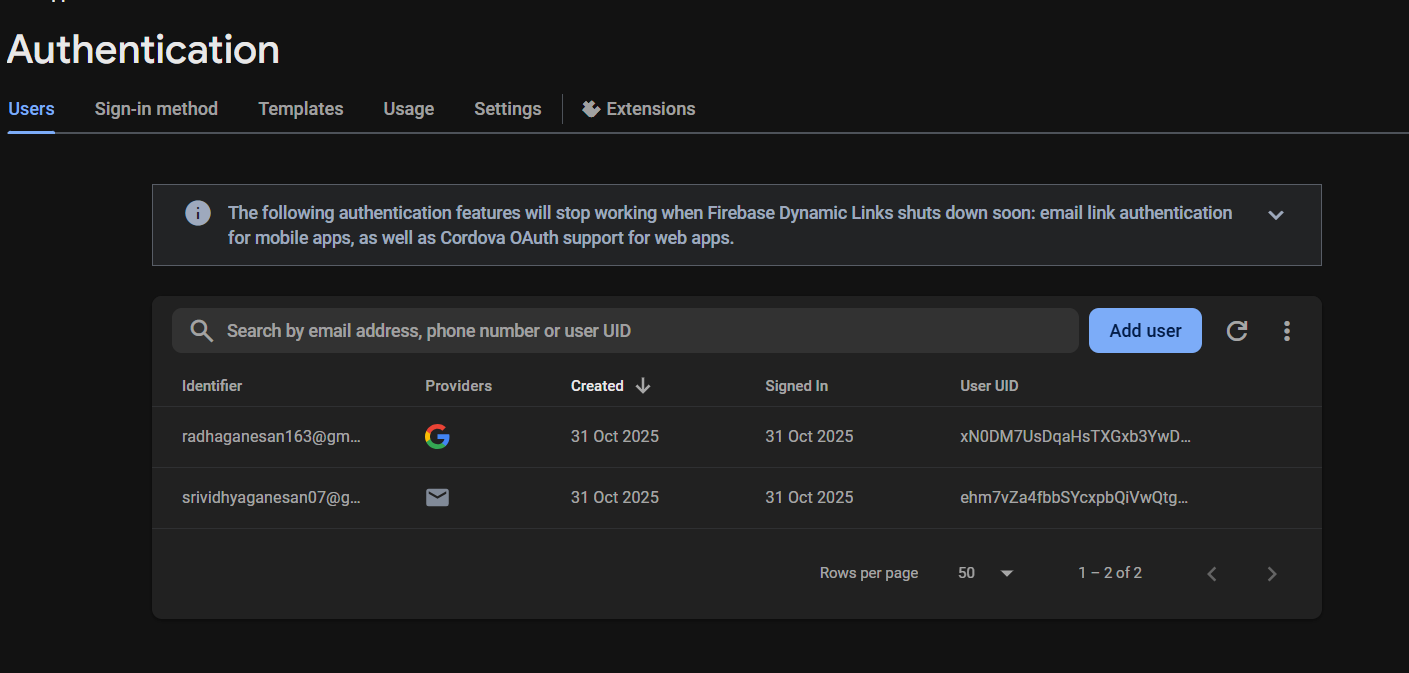 Authentication
Users Sign-in method Templates Usage Settings Extensions
The following authentication features will stop working when Firebase Dynamic Links shuts down soon: email link authentication
for mobile apps, as well as Cordova OAuth support for web apps.
Search by email address, phone number or user UID Add user
Identifier Providers Created Signed In User UID
radhaganesan163@gm... 31 Oct 2025 31 Oct 2025 xN0DM7UsDqaHsTXGxb3YwD...
srividhyaganesan07@g... 31 Oct 2025 31 Oct 2025 ehm7vZa4fbbSYcxpbQiVwQtg...
Rows per page 50 1 – 2 of 2